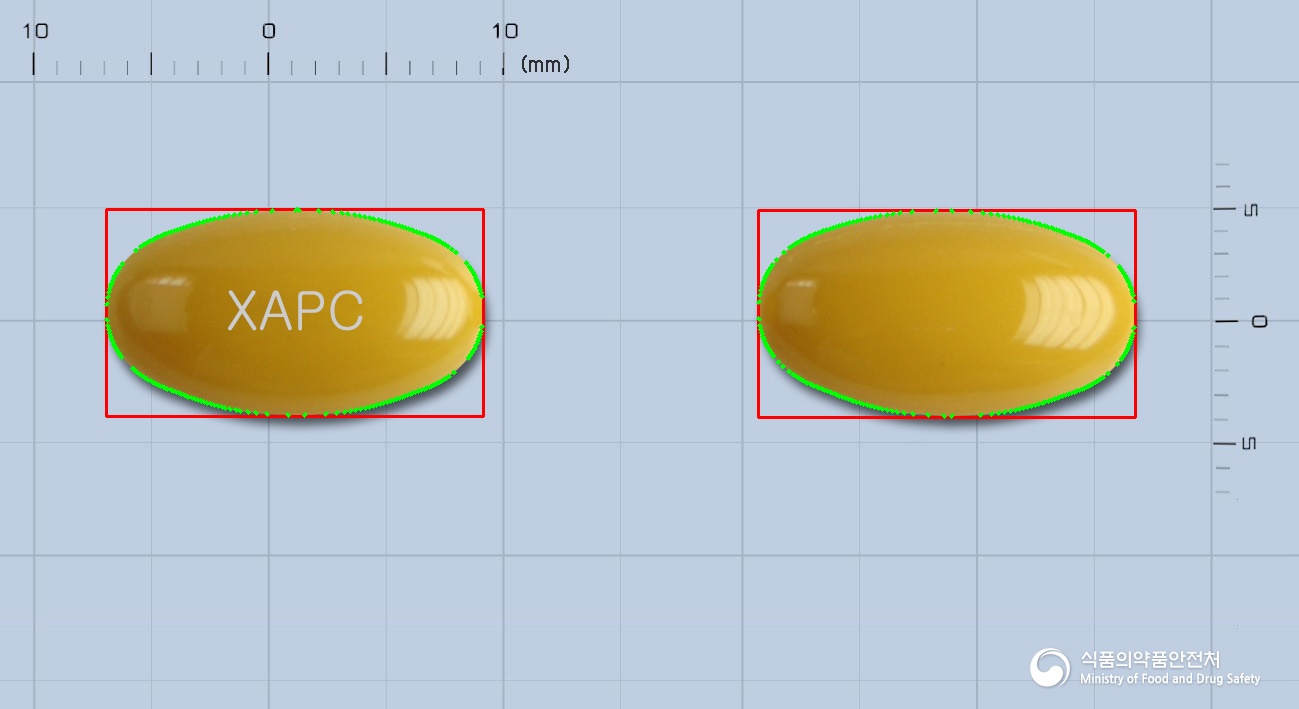 10 0 10
(mm)
XAPC
5
0
5
식품의약품안전처
Ministry of Food and Drug Safety